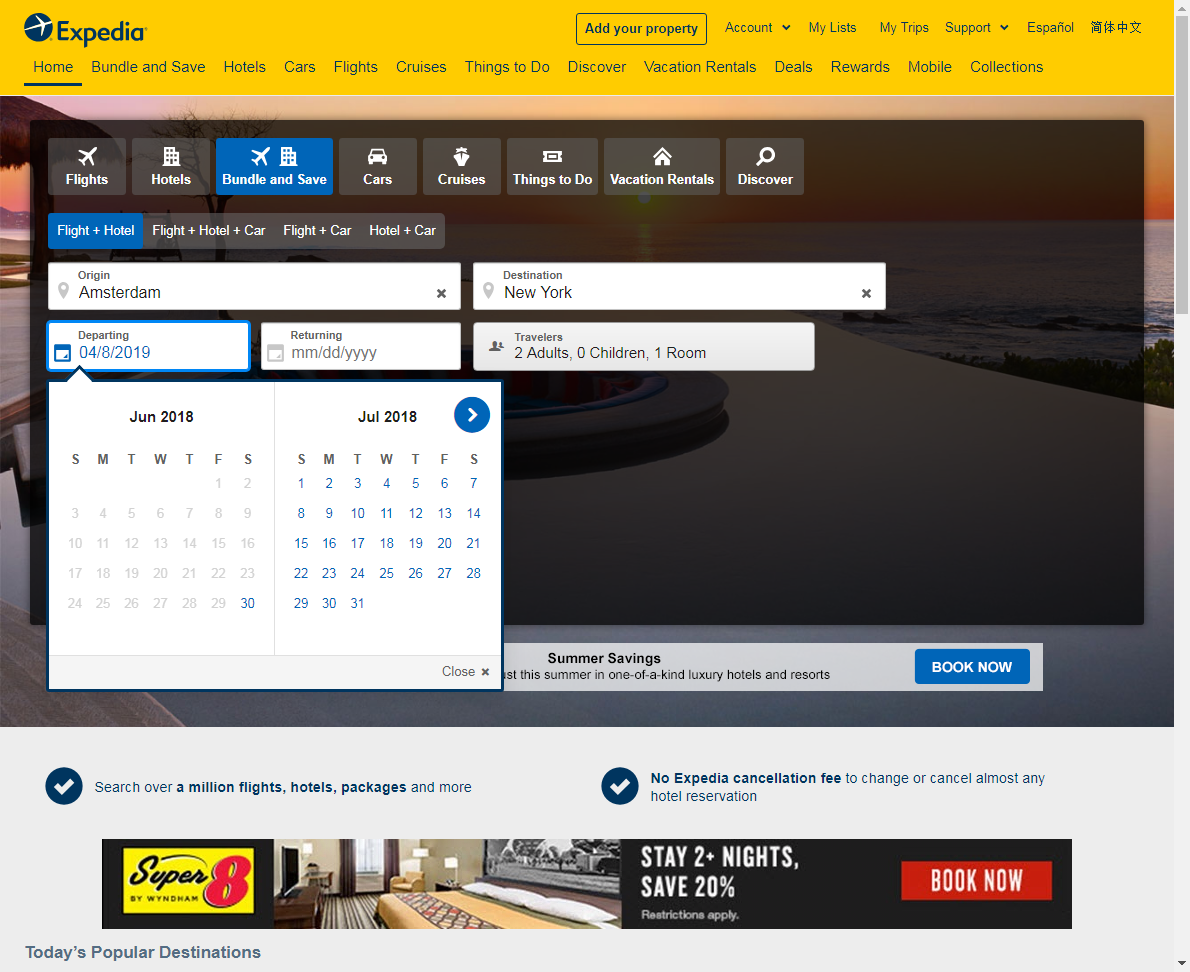 Expedia
Add your property
Account
My Lists
My Trips
Support
Español
简体中文
Home
Bundle and Save
Hotels
Cars
Flights
Cruises
Things to Do
Discover
Vacation Rentals
Deals
Rewards
Mobile
Collections
Flights
Hotels
Bundle and Save
Cars
Cruises
Things to Do
Vacation Rentals
Discover
Flight + Hotel
Flight + Hotel + Car
Flight + Car
Hotel + Car
Origin
Amsterdam
Destination
New York
Departing
04/8/2019
Returning
mm/dd/yyyy
Travelers
2 Adults, 0 Children, 1 Room
Jun 2018
S M T W T F S
1 2
3 4 5 6 7 8 9
10 11 12 13 14 15 16
17 18 19 20 21 22 23
24 25 26 27 28 29 30
Jul 2018
S M T W T F S
1 2 3 4 5 6 7
8 9 10 11 12 13 14
15 16 17 18 19 20 21
22 23 24 25 26 27 28
29 30 31
Close
Summer Savings
this summer in one-of-a-kind luxury hotels and resorts
BOOK NOW
Search over a million flights, hotels, packages and more
No Expedia cancellation fee to change or cancel almost any
hotel reservation
Super 8
BY WYNDHAM
STAY 2+ NIGHTS,
SAVE 20%
Restrictions apply.
BOOK NOW
Today's Popular Destinations